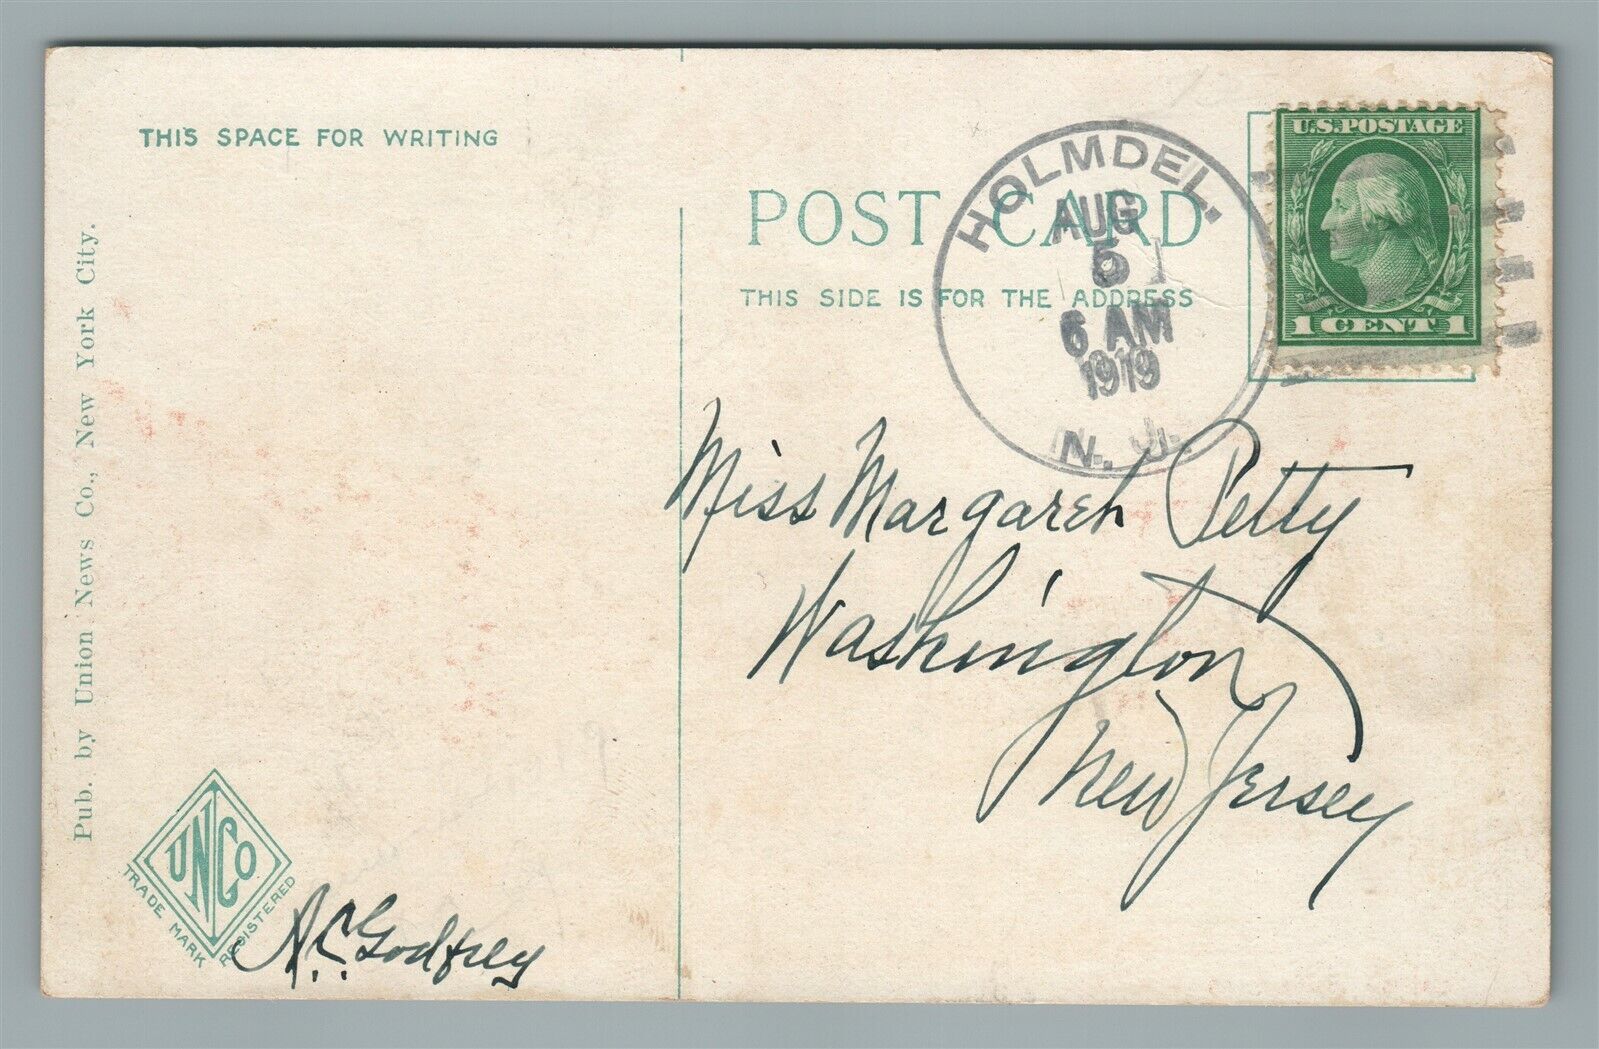 THIS SPACE FOR WRITING
Pub. by Union News Co., New York City.
UNCo
TRADE MARK REGISTERED
A. C. Godfrey
POST CARD
THIS SIDE IS FOR THE ADDRESS
HOLMDEL.
AUG
5
6 AM
1919
N. J.
U.S. POSTAGE
1 CENT 1
Miss Margaret Petty
Washington
New Jersey